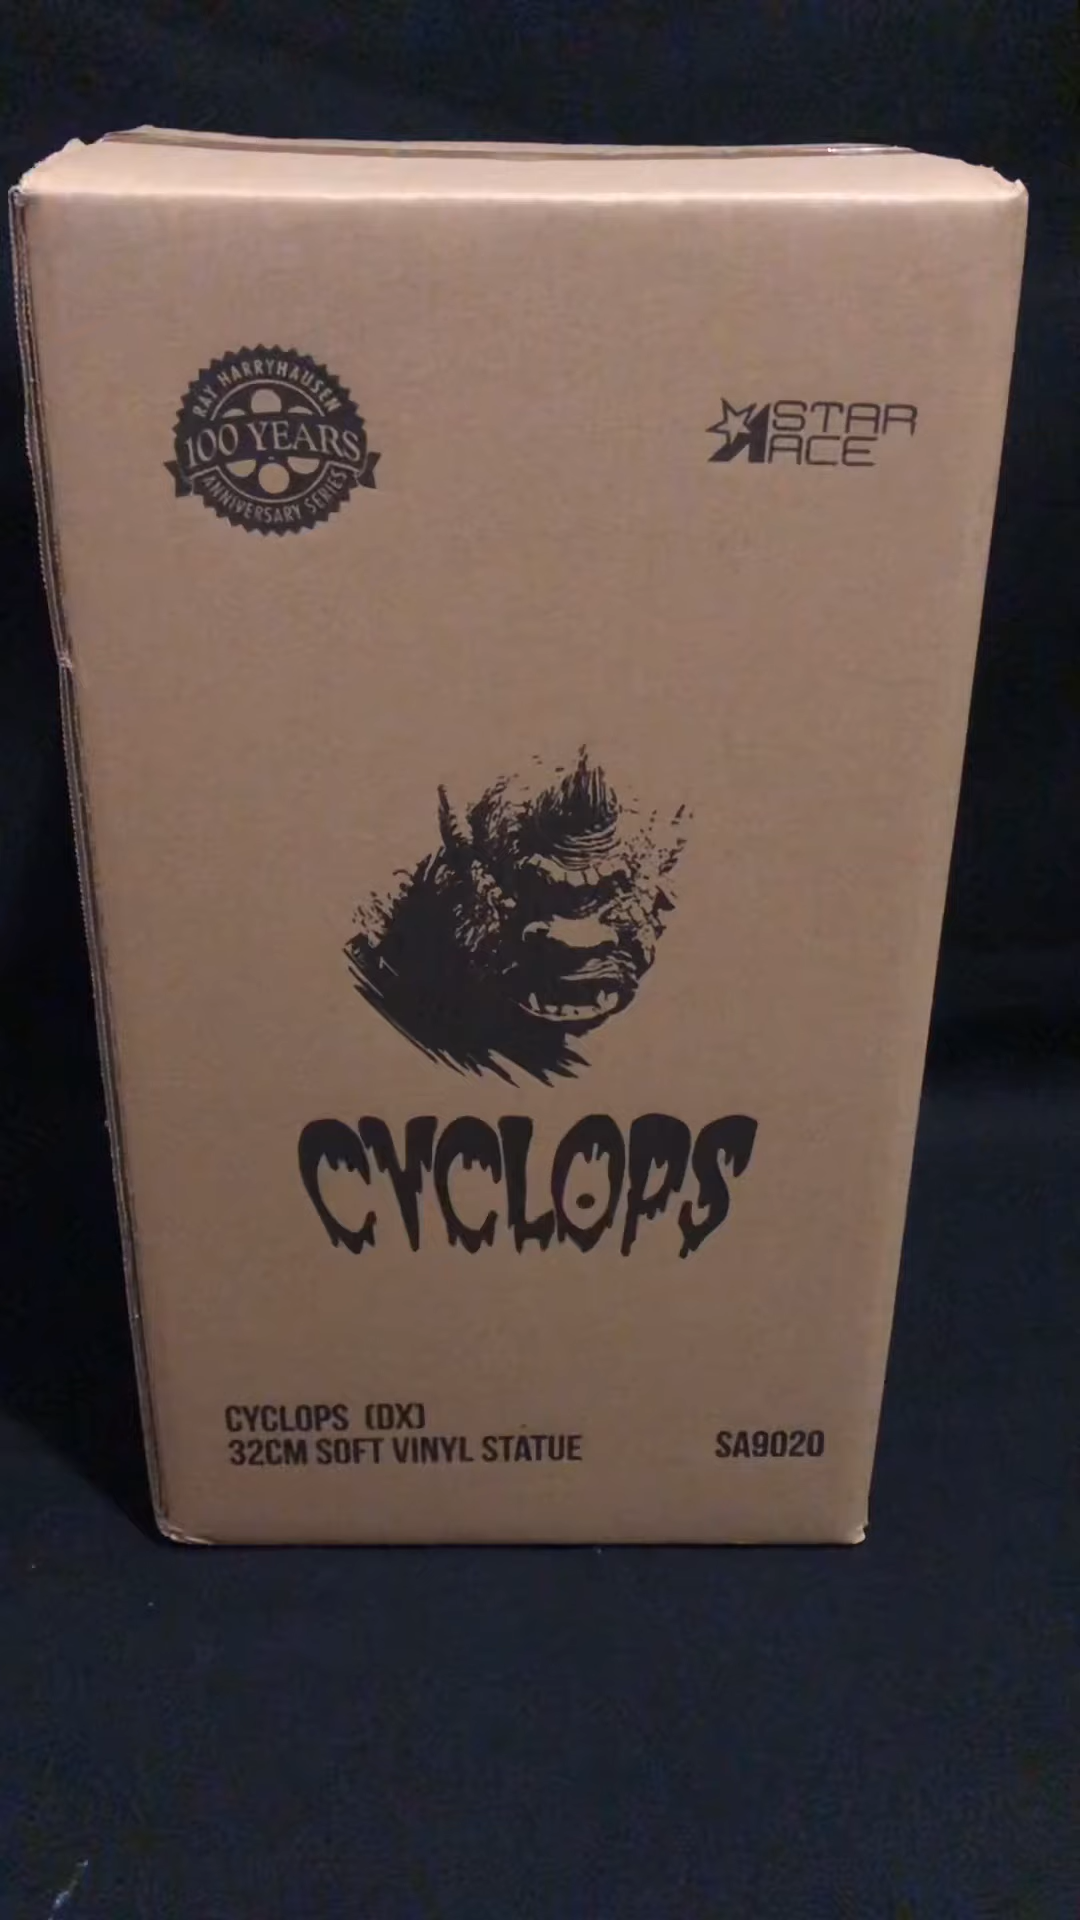 RAY HARRYHAUSEN
100 YEARS
ANNIVERSARY SERIES
STAR
ACE
CYCLOPS
CYCLOPS (DX)
32CM SOFT VINYL STATUE
SA9020